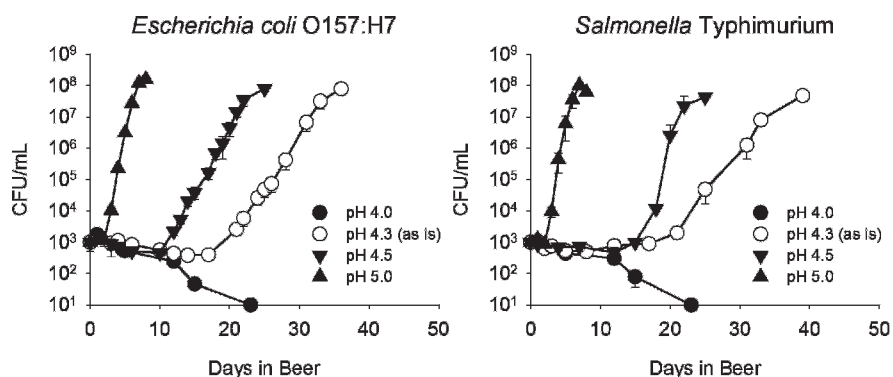 Escherichia coli O157:H7
CFU/mL
10⁹
10⁸
10⁷
10⁶
10⁵
10⁴
10³
10²
10¹
pH 4.0
pH 4.3 (as is)
pH 4.5
pH 5.0
0 10 20 30 40 50
Days in Beer
Salmonella Typhimurium
CFU/mL
10⁹
10⁸
10⁷
10⁶
10⁵
10⁴
10³
10²
10¹
pH 4.0
pH 4.3 (as is)
pH 4.5
pH 5.0
0 10 20 30 40 50
Days in Beer